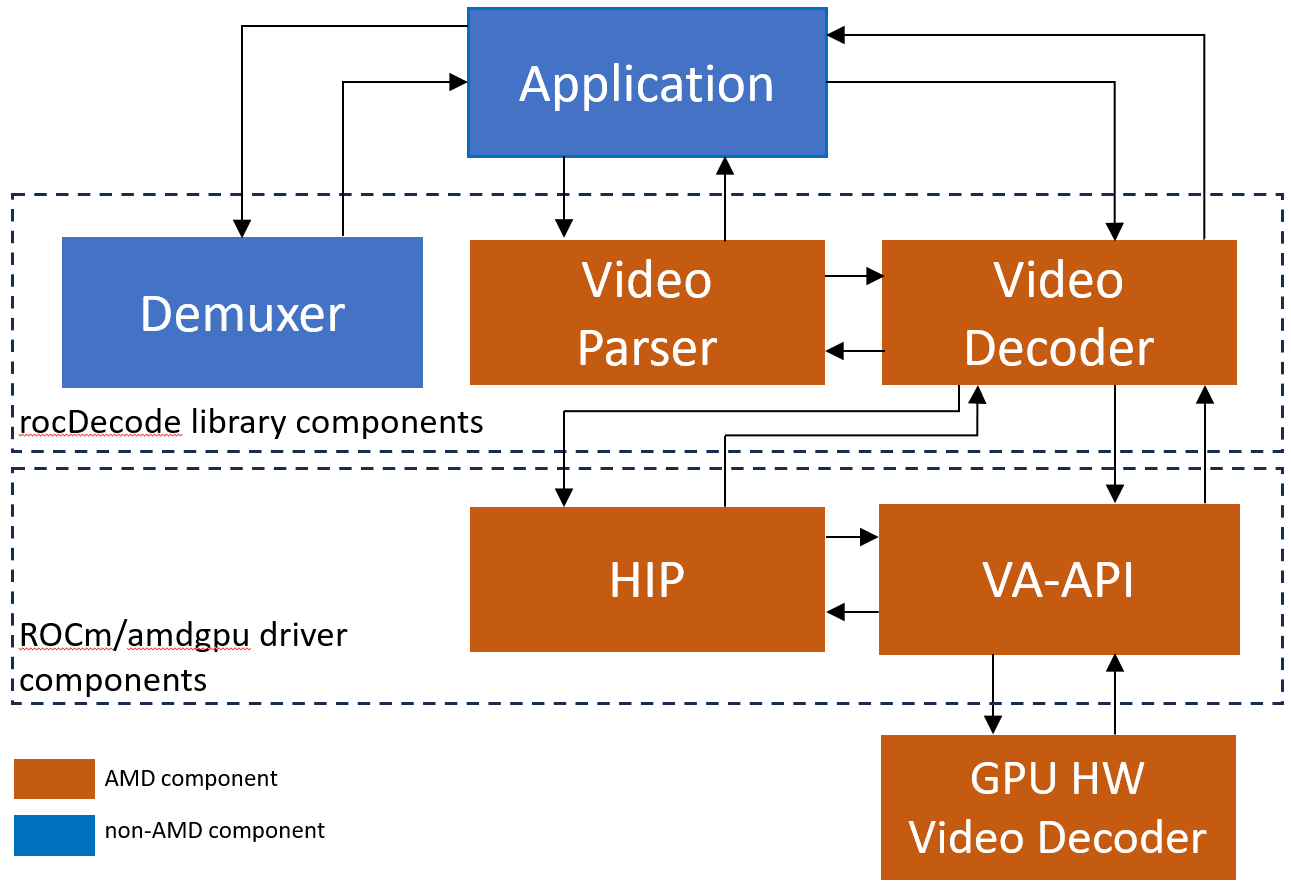 Application
Demuxer
Video
Parser
Video
Decoder
rocDecode library components
HIP
VA-API
ROCm/amdgpu driver
components
GPU HW
Video Decoder
AMD component
non-AMD component